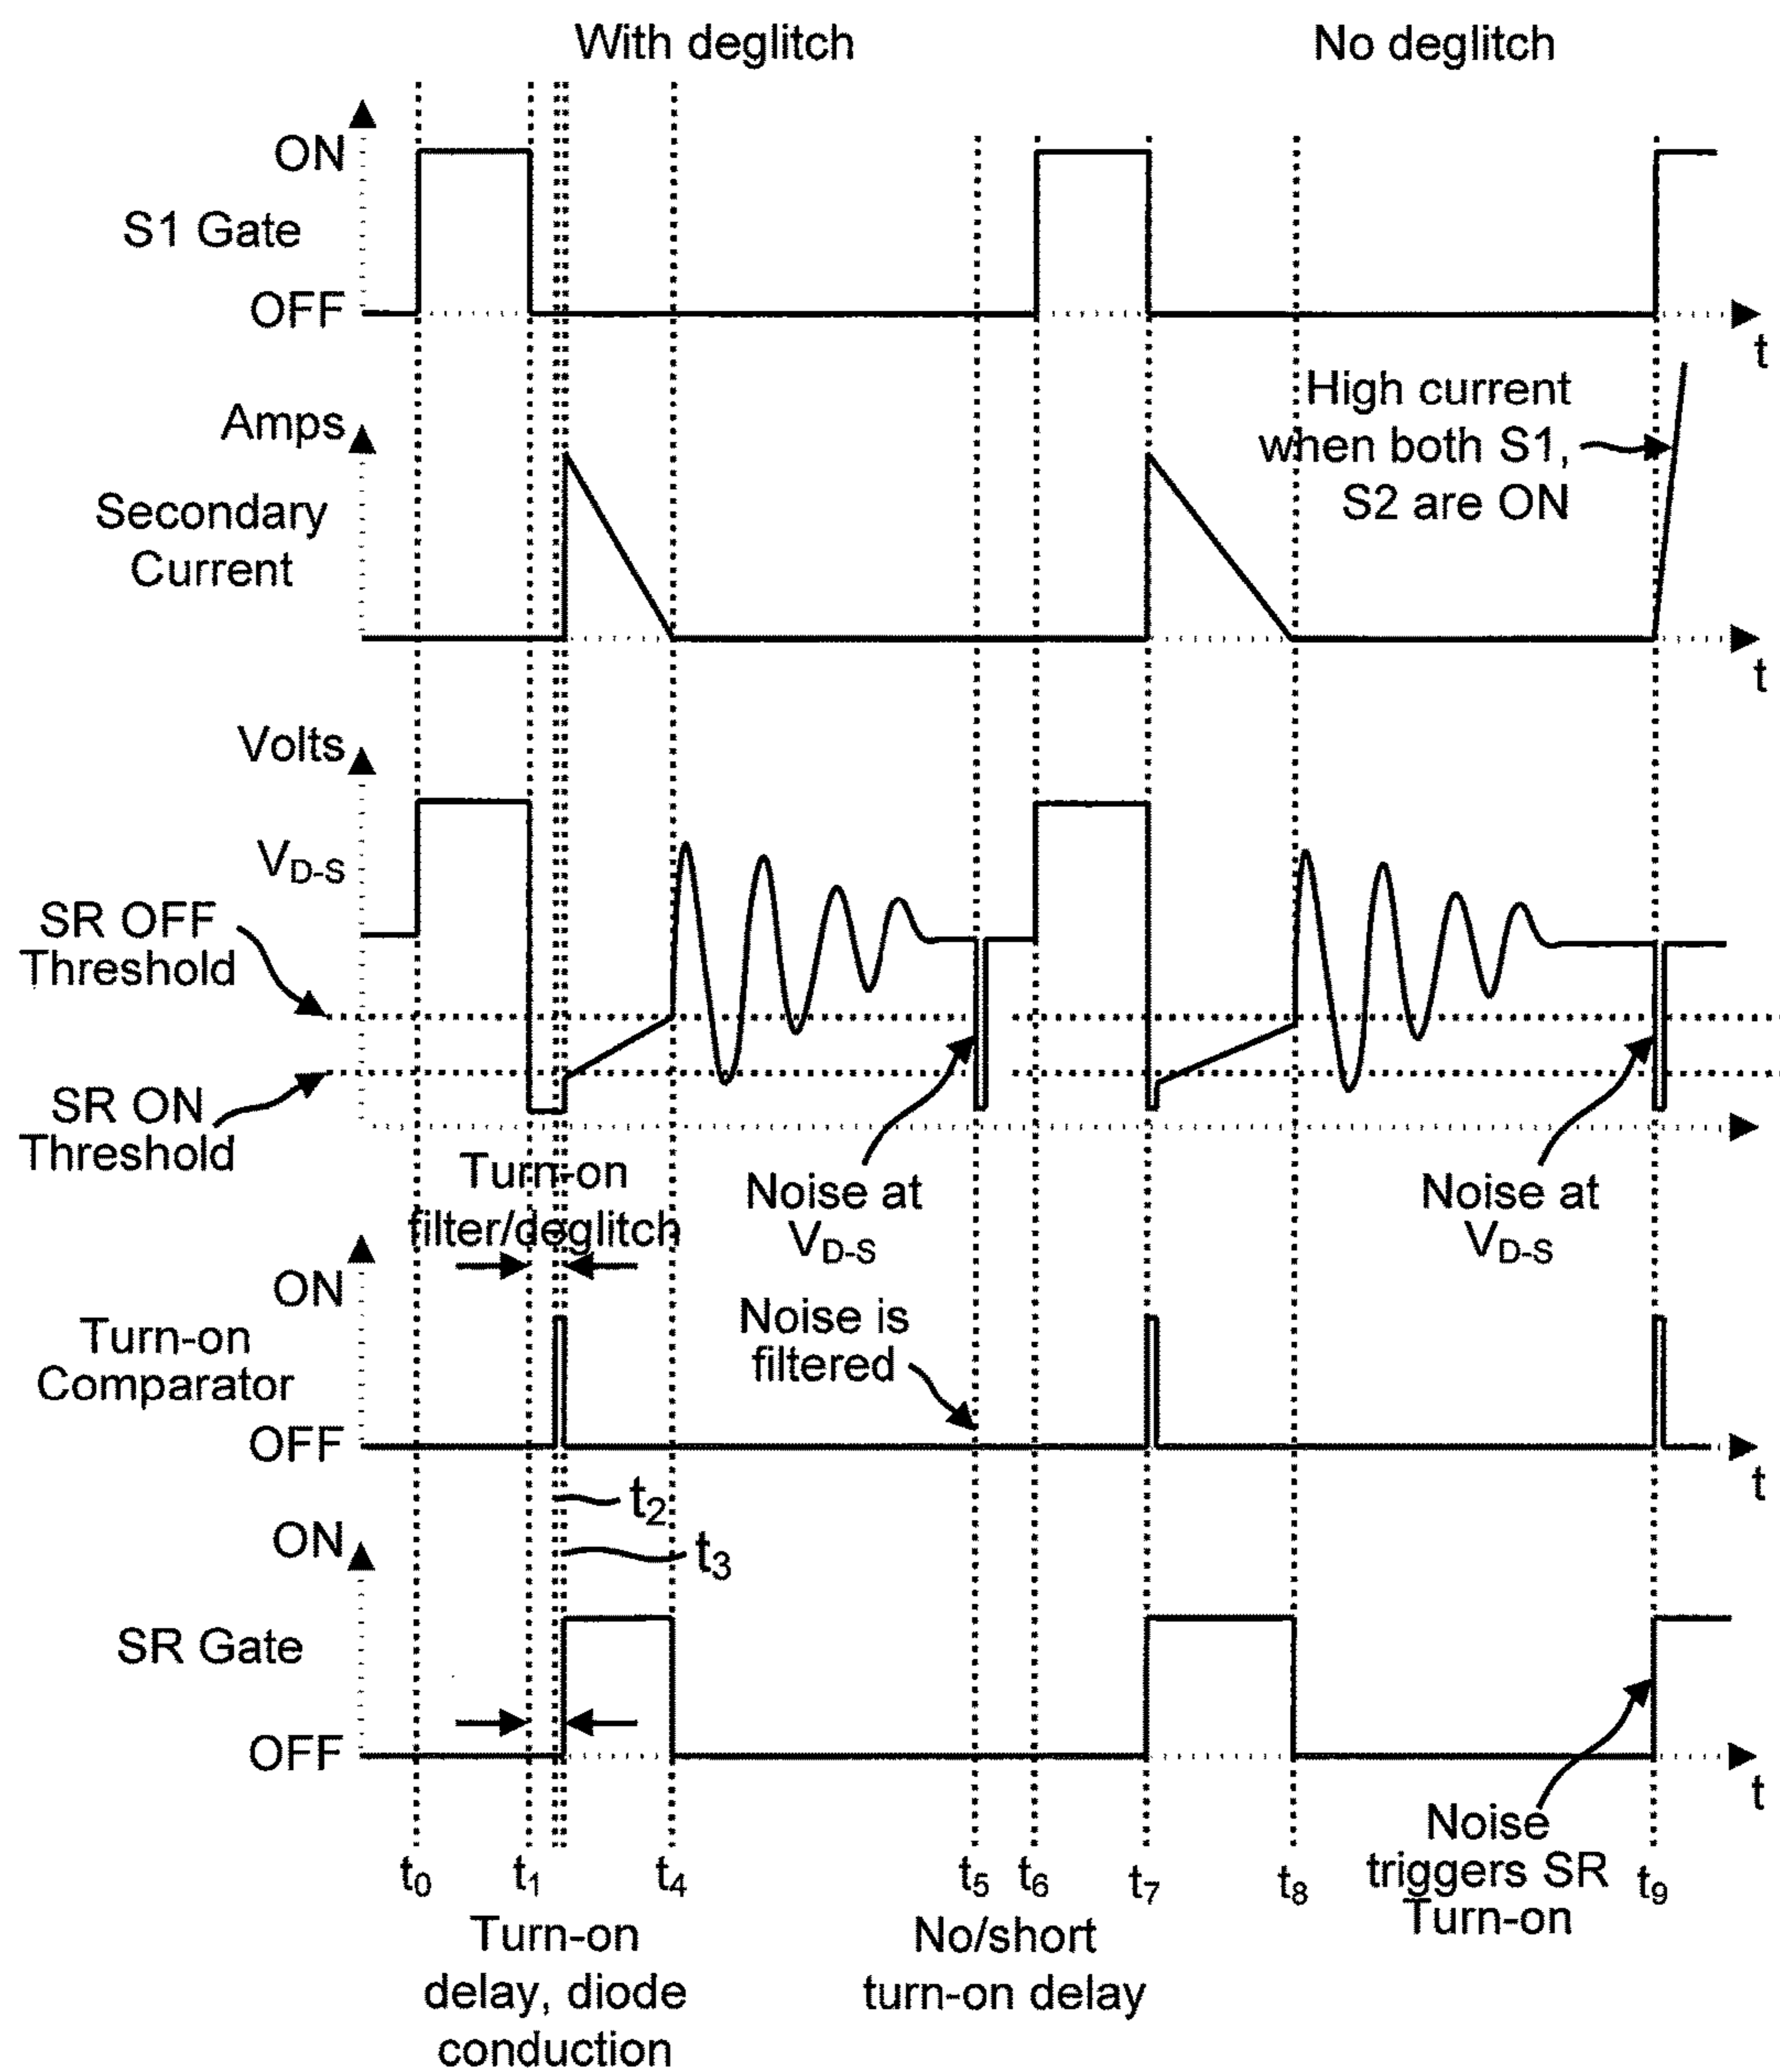 With deglitch
No deglitch
ON
S1 Gate
OFF
t
High current
when both S1,
S2 are ON
Amps
Secondary
Current
t
Volts
V_D-S
SR OFF
Threshold
SR ON
Threshold
Turn-on
filter/deglitch
Noise at
V_D-S
Noise at
V_D-S
ON
Turn-on
Comparator
OFF
Noise is
filtered
t
t₂
t₃
ON
SR Gate
OFF
t
Noise
triggers SR
Turn-on
t₀
t₁
t₄
t₅
t₆
t₇
t₈
t₉
Turn-on
delay, diode
conduction
No/short
turn-on delay